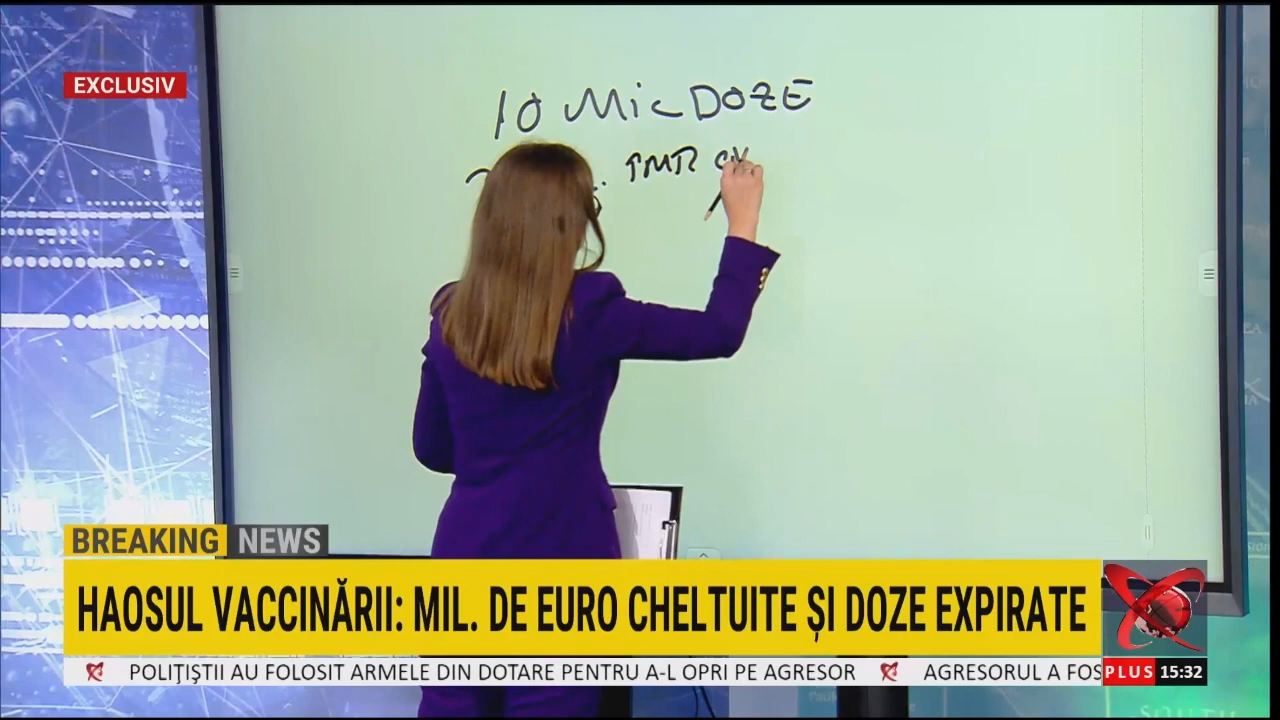 EXCLUSIV
10 MIL DOZE
BREAKING NEWS
HAOSUL VACCINĂRII: MIL. DE EURO CHELTUITE ȘI DOZE EXPIRATE
POLIŢIŞTII AU FOLOSIT ARMELE DIN DOTARE PENTRU A-L OPRI PE AGRESOR AGRESORUL A FOS
PLUS 15:32